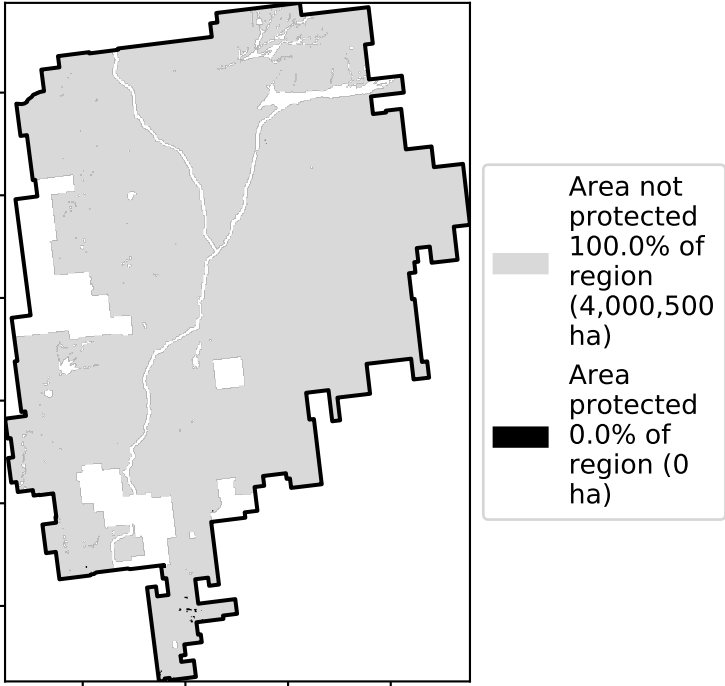 Area not
protected
100.0% of
region
(4,000,500
ha)
Area
protected
0.0% of
region (0
ha)